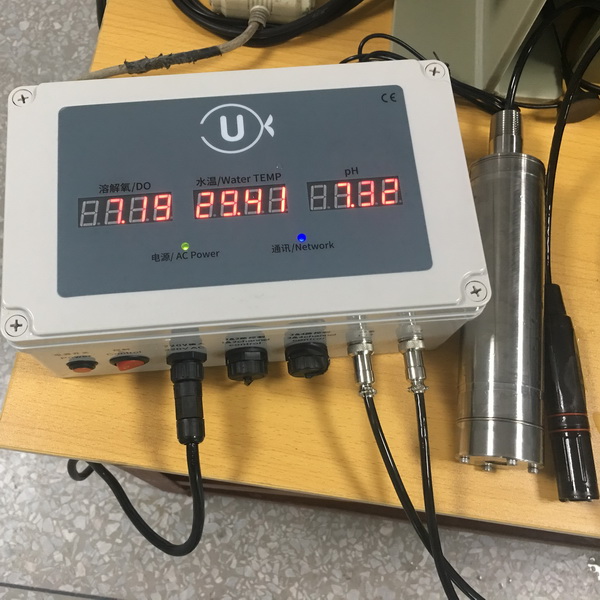 U
CE
溶解氧/DO
水温/Water TEMP
pH
7.19
29.41
7.32
电源/ AC Power
通讯/Network